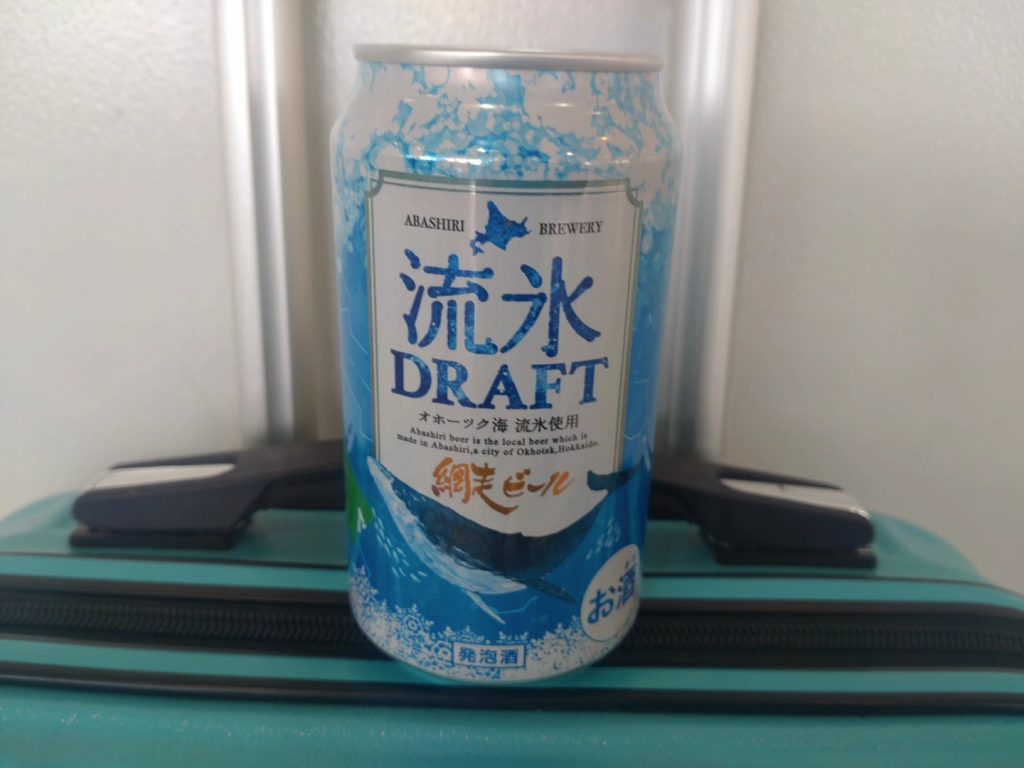 ABASHIRI BREWERY
流氷
DRAFT
オホーツク海 流氷使用
Abashiri beer is the local beer which is
made in Abashiri,a city of Okhotsk,Hokkaido.
網走ビール
お酒
発泡酒